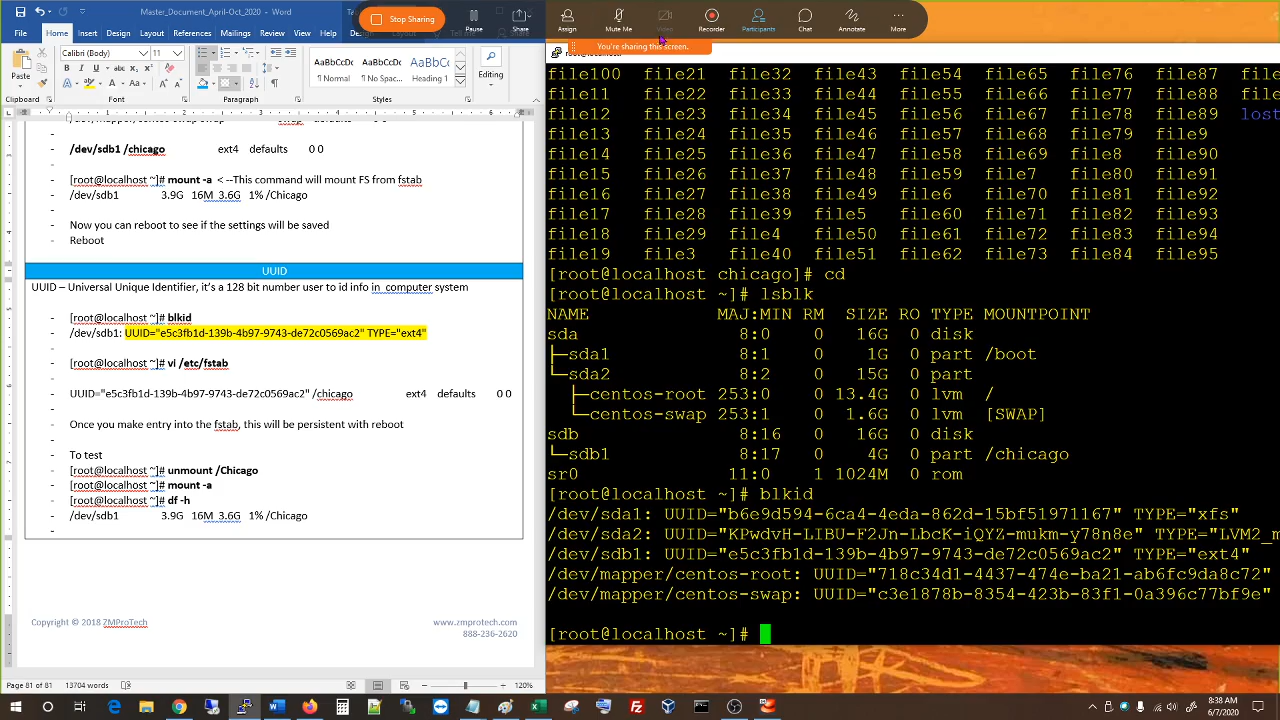 Master_Document_April-Oct_2020 - Word
Ta
Stop Sharing
Pause
Share
Assign
Mute Me
Video
Recorder
Participants
Chat
Annotate
More
You're sharing this screen.
File
Home
Insert
Draw
Design
Layout
References
Mailings
Review
View
Help
Calibri (Body)
11
Paste
Clipboard
Font
Paragraph
AaBbCcDc
AaBbCcDc
AaBbCc
¶ Normal
¶ No Spac...
Heading 1
Styles
Editing
- /dev/sdb1 /chicago ext4 defaults 0 0
-
- [root@localhost ~]# mount -a < --This command will mount FS from fstab
- /dev/sdb1 3.9G 16M 3.6G 1% /Chicago
-
- Now you can reboot to see if the settings will be saved
- Reboot
UUID
UUID – Universal Unique Identifier, it's a 128 bit number user to id info in computer system
- [root@localhost ~]# blkid
- /dev/sdb1: UUID="e5c3fb1d-139b-4b97-9743-de72c0569ac2" TYPE="ext4"
-
- [root@localhost ~]# vi /etc/fstab
-
- UUID="e5c3fb1d-139b-4b97-9743-de72c0569ac2" /chicago ext4 defaults 0 0
-
- Once you make entry into the fstab, this will be persistent with reboot
-
- To test
- [root@localhost ~]# unmount /Chicago
- [root@localhost ~]# mount -a
- [root@localhost ~]# df -h
- /dev/sdb1 3.9G 16M 3.6G 1% /Chicago
-
Copyright © 2018 ZMProTech
www.zmprotech.com
888-236-2620
Page 81 of 81 13704 words
120%
file100 file21 file32 file43 file54 file65 file76 file87 file
file11 file22 file33 file44 file55 file66 file77 file88 file
file12 file23 file34 file45 file56 file67 file78 file89 lost
file13 file24 file35 file46 file57 file68 file79 file9
file14 file25 file36 file47 file58 file69 file8 file90
file15 file26 file37 file48 file59 file7 file80 file91
file16 file27 file38 file49 file6 file70 file81 file92
file17 file28 file39 file5 file60 file71 file82 file93
file18 file29 file4 file50 file61 file72 file83 file94
file19 file3 file40 file51 file62 file73 file84 file95
[root@localhost chicago]# cd
[root@localhost ~]# lsblk
NAME MAJ:MIN RM SIZE RO TYPE MOUNTPOINT
sda 8:0 0 16G 0 disk
├─sda1 8:1 0 1G 0 part /boot
└─sda2 8:2 0 15G 0 part
├─centos-root 253:0 0 13.4G 0 lvm /
└─centos-swap 253:1 0 1.6G 0 lvm [SWAP]
sdb 8:16 0 16G 0 disk
└─sdb1 8:17 0 4G 0 part /chicago
sr0 11:0 1 1024M 0 rom
[root@localhost ~]# blkid
/dev/sda1: UUID="b6e9d594-6ca4-4eda-862d-15bf51971167" TYPE="xfs"
/dev/sda2: UUID="KPwdvH-LIBU-F2Jn-LbcK-iQYZ-mukm-y78n8e" TYPE="LVM2_m
/dev/sdb1: UUID="e5c3fb1d-139b-4b97-9743-de72c0569ac2" TYPE="ext4"
/dev/mapper/centos-root: UUID="718c34d1-4437-474e-ba21-ab6fc9da8c72"
/dev/mapper/centos-swap: UUID="c3e1878b-8354-423b-83f1-0a396c77bf9e"
[root@localhost ~]#
8:38 AM
6/7/2020